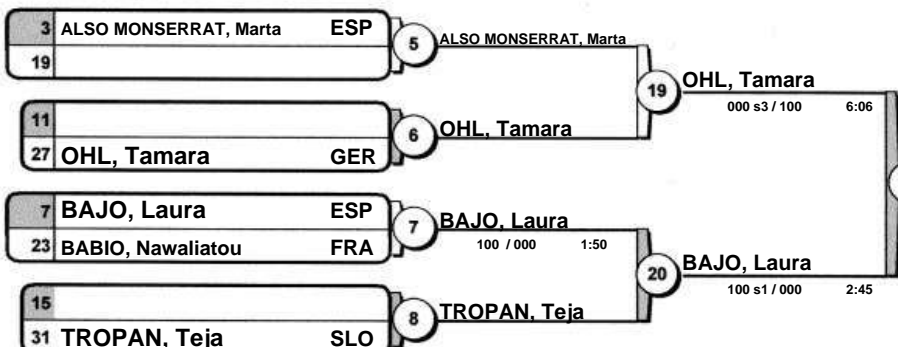 3 ALSO MONSERRAT, Marta ESP
19
5 ALSO MONSERRAT, Marta
11
27 OHL, Tamara GER
6 OHL, Tamara
19 OHL, Tamara
000 s3 / 100 6:06
7 BAJO, Laura ESP
23 BABIO, Nawaliatou FRA
7 BAJO, Laura
100 / 000 1:50
15
31 TROPAN, Teja SLO
8 TROPAN, Teja
20 BAJO, Laura
100 s1 / 000 2:45